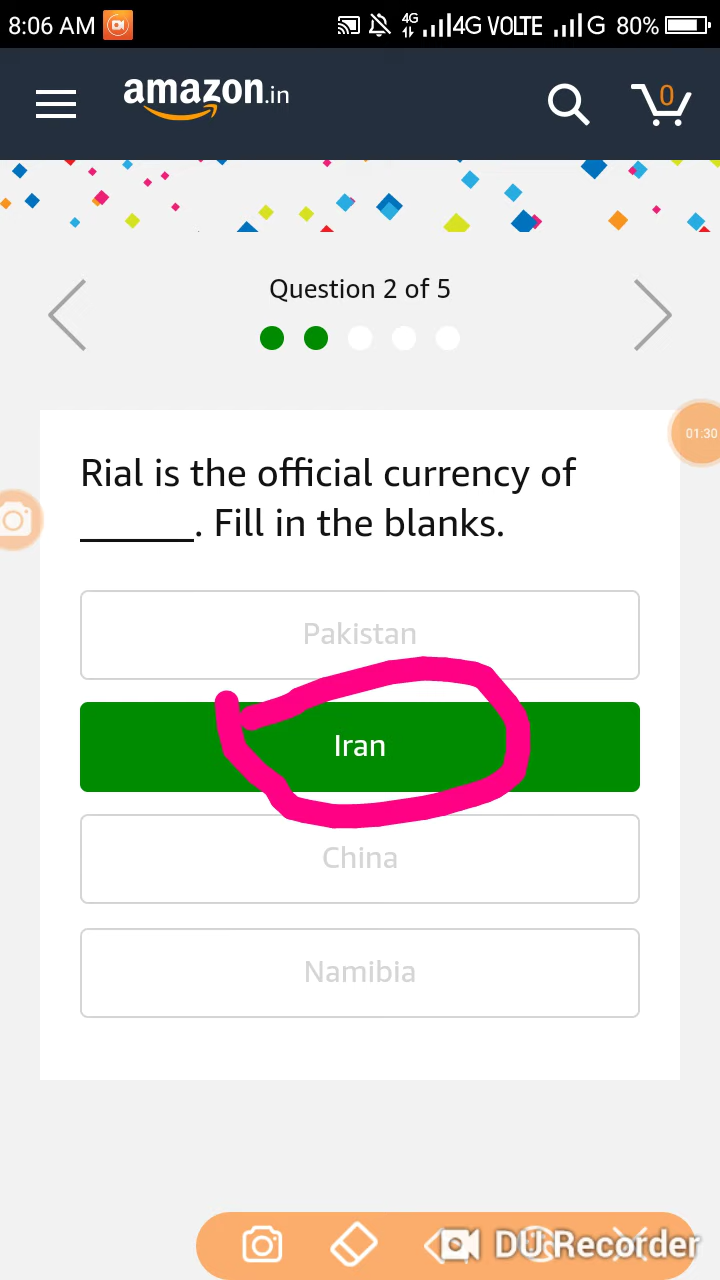 8:06 AM 4G 4G VOLTE G 80%
amazon.in 0
Question 2 of 5
01:30
Rial is the official currency of
______. Fill in the blanks.
Pakistan
Iran
China
Namibia
DU Recorder